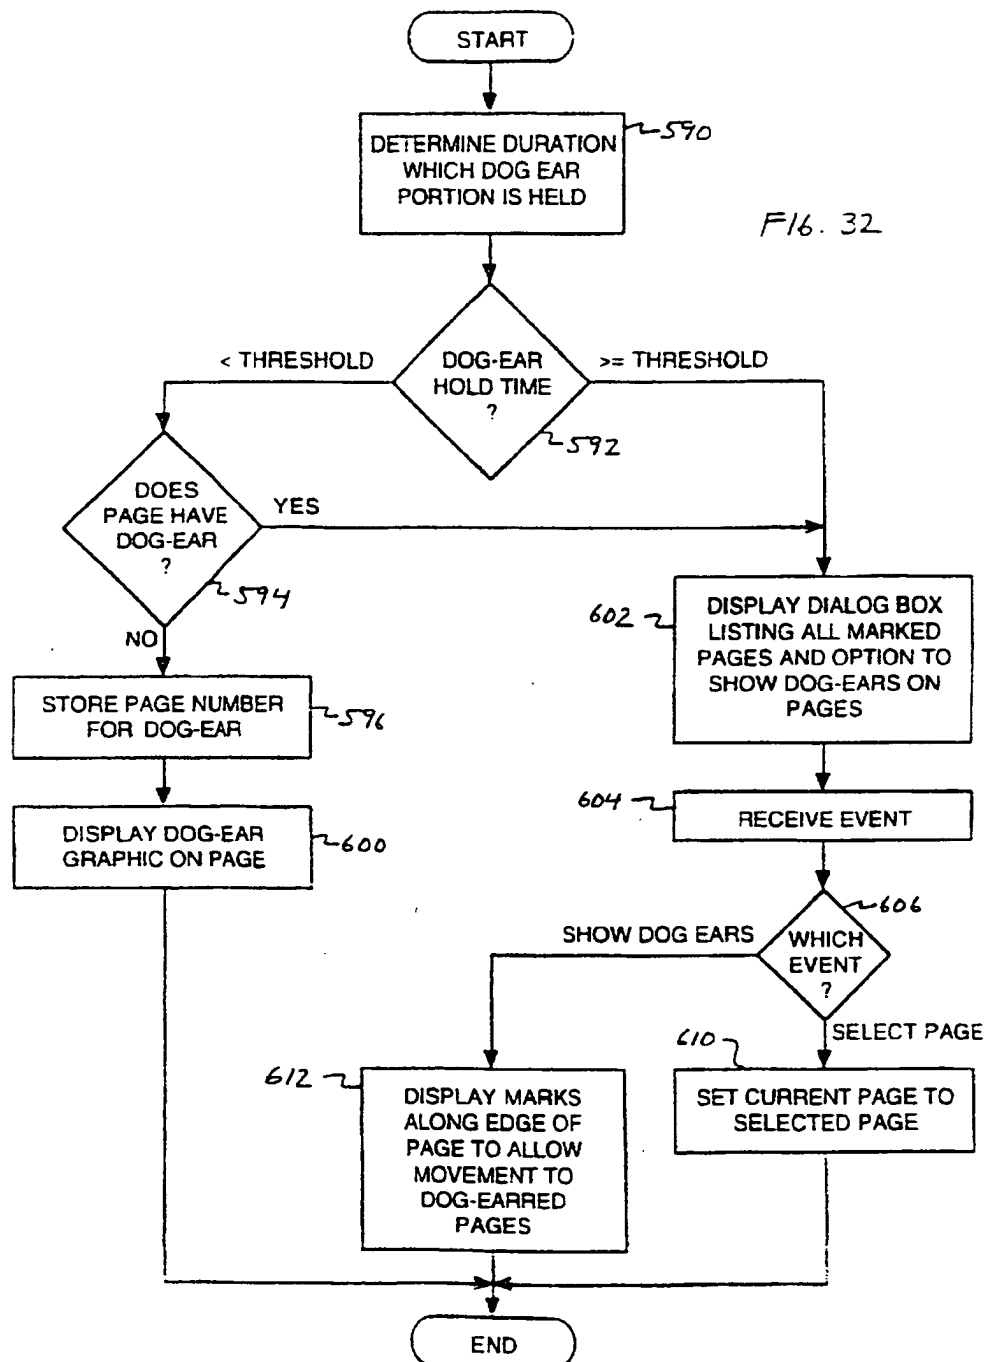 START
DETERMINE DURATION
WHICH DOG EAR
PORTION IS HELD
590
FIG. 32
< THRESHOLD
DOG-EAR
HOLD TIME
?
>= THRESHOLD
592
DOES
PAGE HAVE
DOG-EAR
?
YES
594
NO
602
DISPLAY DIALOG BOX
LISTING ALL MARKED
PAGES AND OPTION TO
SHOW DOG-EARS ON
PAGES
STORE PAGE NUMBER
FOR DOG-EAR
596
604
RECEIVE EVENT
DISPLAY DOG-EAR
GRAPHIC ON PAGE
600
606
SHOW DOG EARS
WHICH
EVENT
?
SELECT PAGE
610
612
DISPLAY MARKS
ALONG EDGE OF
PAGE TO ALLOW
MOVEMENT TO
DOG-EARRED
PAGES
SET CURRENT PAGE TO
SELECTED PAGE
END